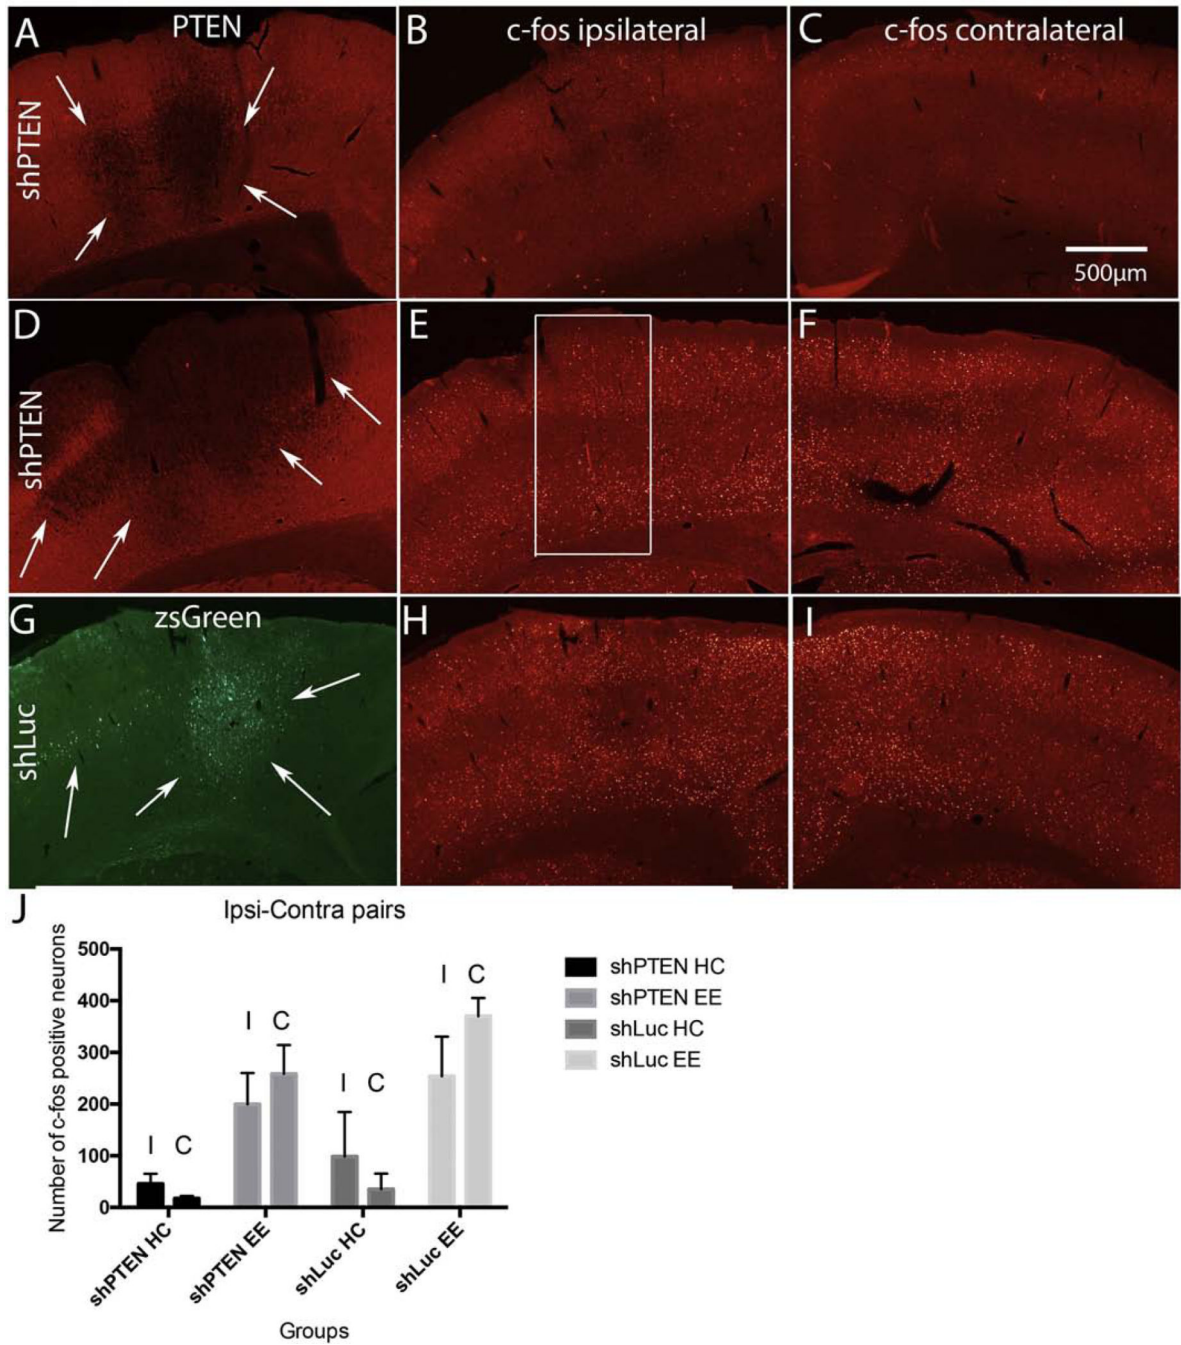 A
PTEN
B
c-fos ipsilateral
C
c-fos contralateral
shPTEN
500µm
D
E
F
shPTEN
G
zsGreen
H
I
shLuc
J
Ipsi-Contra pairs
Number of c-fos positive neurons
500
400
300
200
100
0
I C
I C
I C
I C
shPTEN HC
shPTEN EE
shLuc HC
shLuc EE
Groups
shPTEN HC
shPTEN EE
shLuc HC
shLuc EE